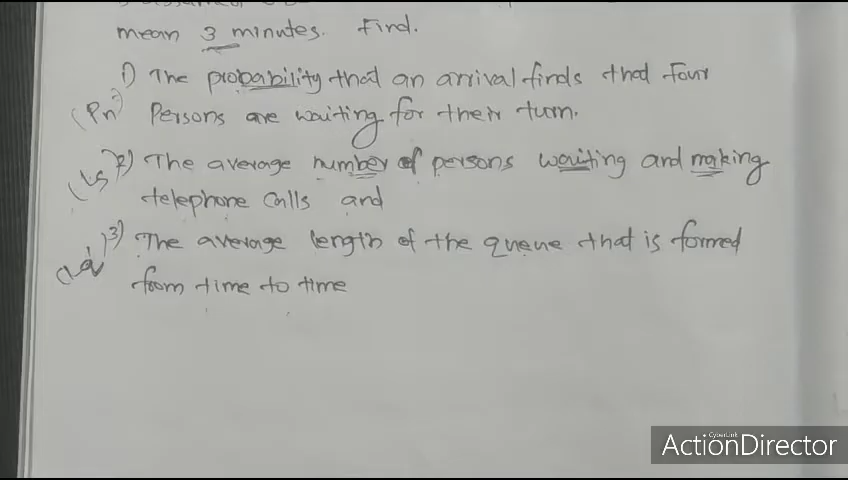 mean 3 minutes. Find.
1) The probability that an arrival finds that four
(Pn) Persons are waiting for their turn.
(Ls 2) The average number of persons waiting and making
telephone calls and
(Lq' 3) The average length of the queue that is formed
from time to time
CyberLink
ActionDirector